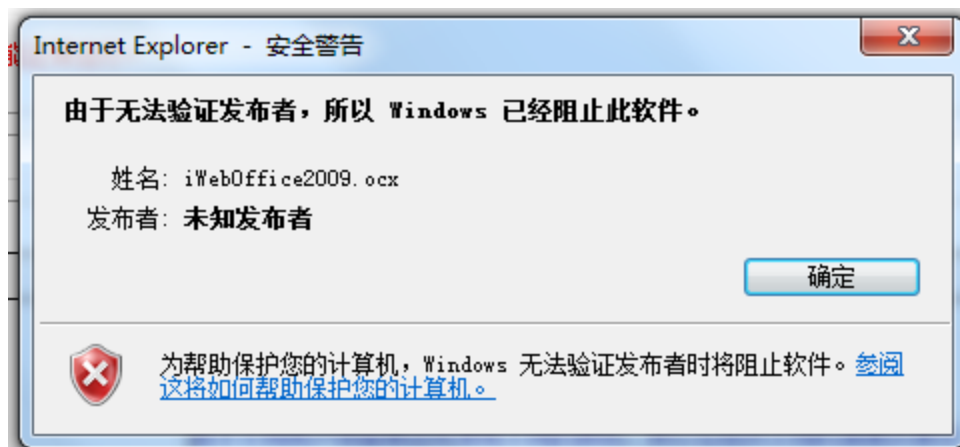 Internet Explorer - 安全警告
由于无法验证发布者，所以 Windows 已经阻止此软件。
姓名: iWebOffice2009.ocx
发布者: 未知发布者
确定
为帮助保护您的计算机，Windows 无法验证发布者时将阻止软件。参阅
这将如何帮助保护您的计算机。